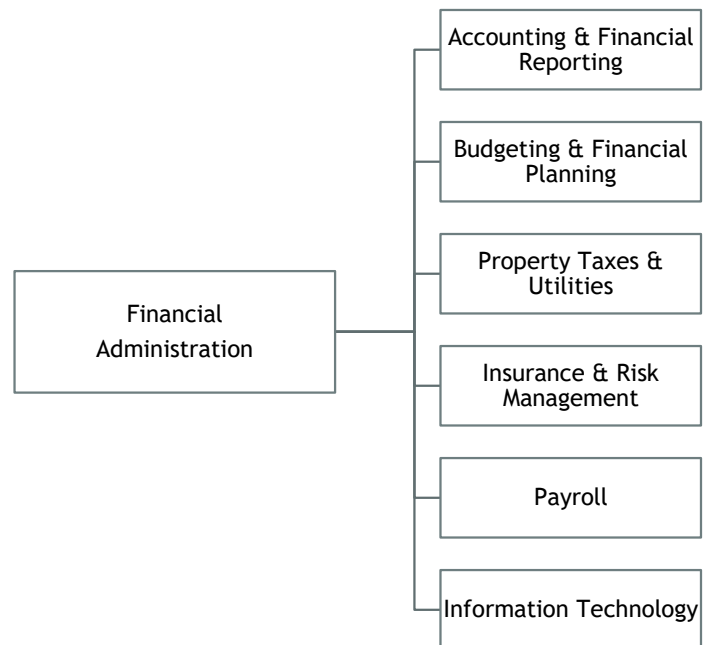 Accounting & Financial
Reporting
Budgeting & Financial
Planning
Property Taxes &
Utilities
Financial
Administration
Insurance & Risk
Management
Payroll
Information Technology